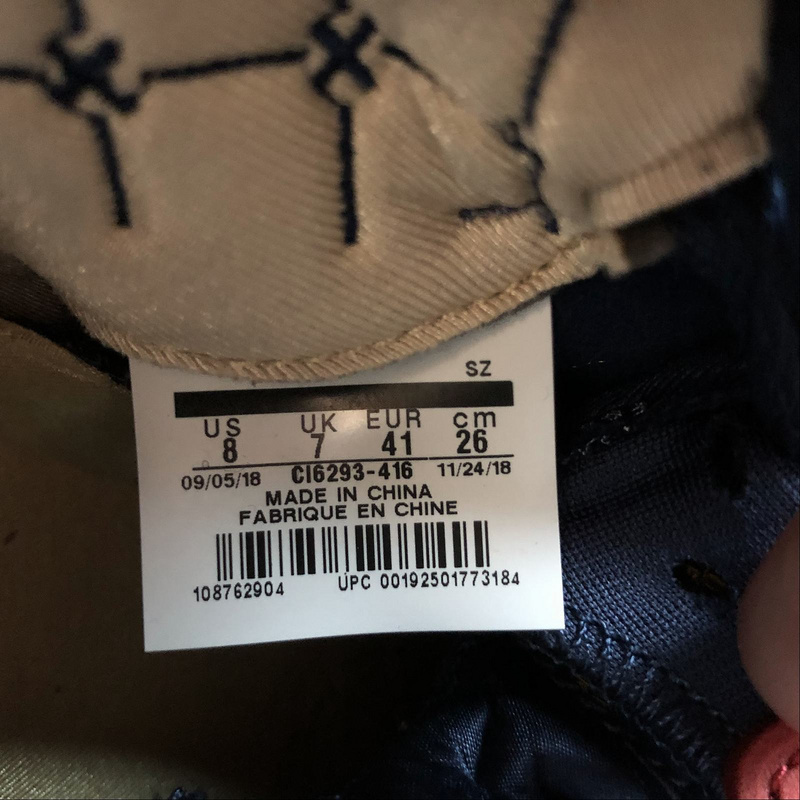 SZ
US UK EUR cm
8 7 41 26
09/05/18 CI6293-416 11/24/18
MADE IN CHINA
FABRIQUE EN CHINE
108762904 UPC 00192501773184